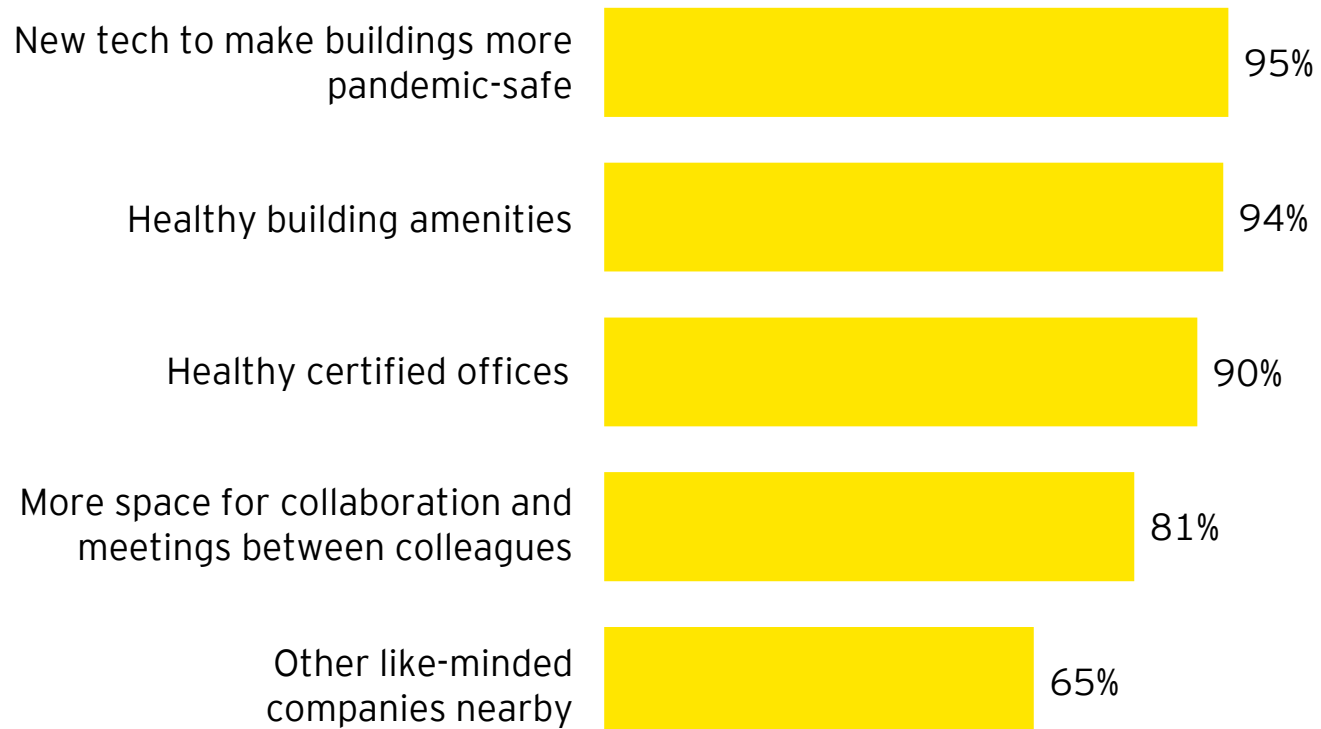 New tech to make buildings more
pandemic-safe
95%
Healthy building amenities
94%
Healthy certified offices
90%
More space for collaboration and
meetings between colleagues
81%
Other like-minded
companies nearby
65%